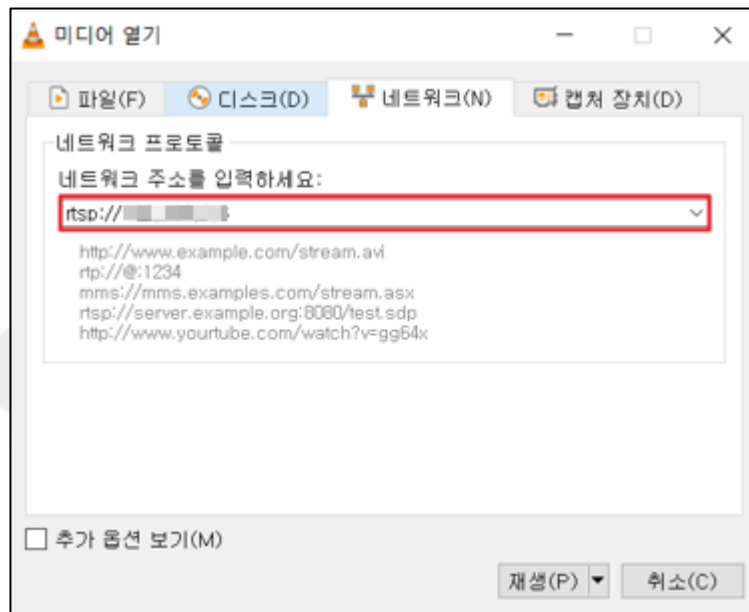 미디어 열기
파일(F) 디스크(D) 네트워크(N) 캡처 장치(D)
네트워크 프로토콜
네트워크 주소를 입력하세요:
rtsp://
http://www.example.com/stream.avi
rtp://@:1234
mms://mms.examples.com/stream.asx
rtsp://server.example.org:8080/test.sdp
http://www.yourtube.com/watch?v=gg64x
추가 옵션 보기(M)
재생(P) 취소(C)